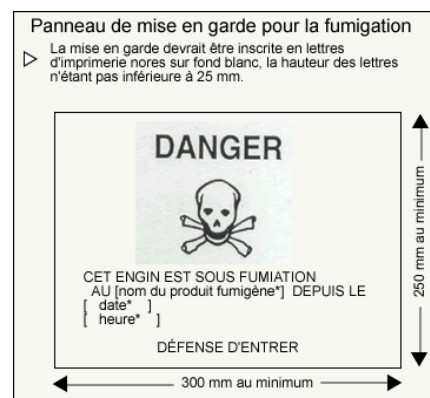 Panneau de mise en garde pour la fumigation
La mise en garde devrait être inscrite en lettres
d'imprimerie nores sur fond blanc, la hauteur des lettres
n'étant pas inférieure à 25 mm.
DANGER
CET ENGIN EST SOUS FUMIATION
AU [nom du produit fumigène*] DEPUIS LE
[ date* ]
[ heure* ]
DÉFENSE D'ENTRER
250 mm au minimum
300 mm au minimum